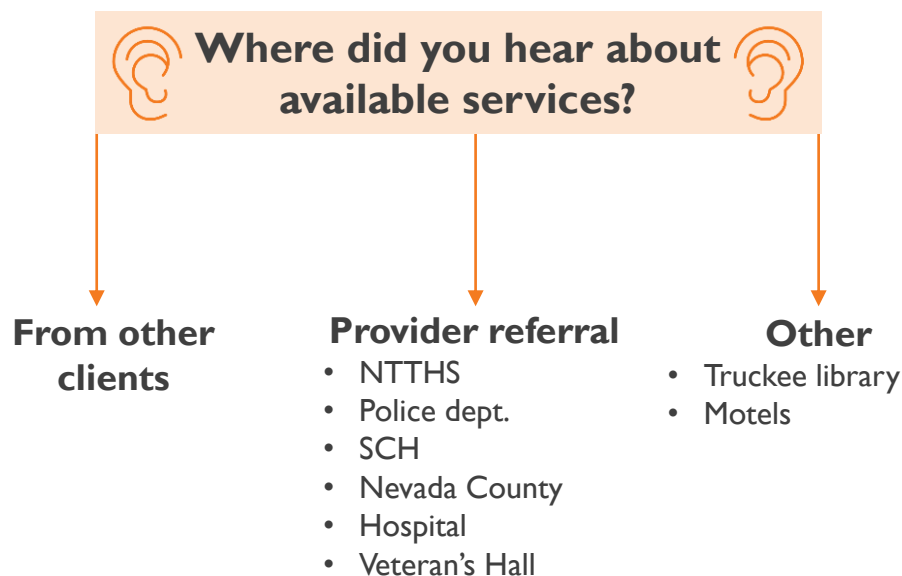 Where did you hear about
available services?
From other
clients
Provider referral
• NTTHS
• Police dept.
• SCH
• Nevada County
• Hospital
• Veteran’s Hall
Other
• Truckee library
• Motels